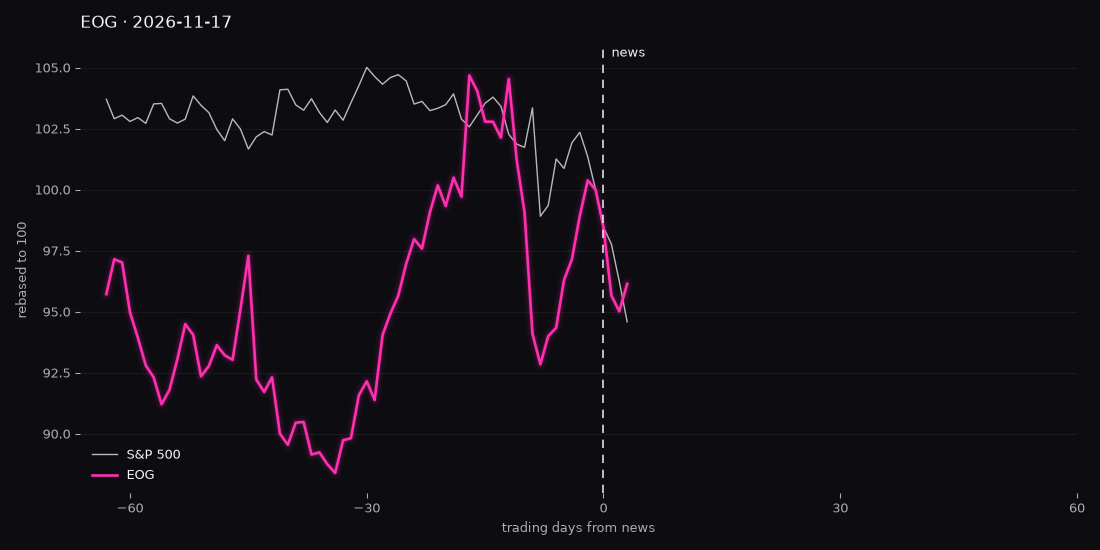 EOG · 2026-11-17
news
105.0
102.5
100.0
97.5
95.0
92.5
90.0
rebased to 100
S&P 500
EOG
−60
−30
0
30
60
trading days from news